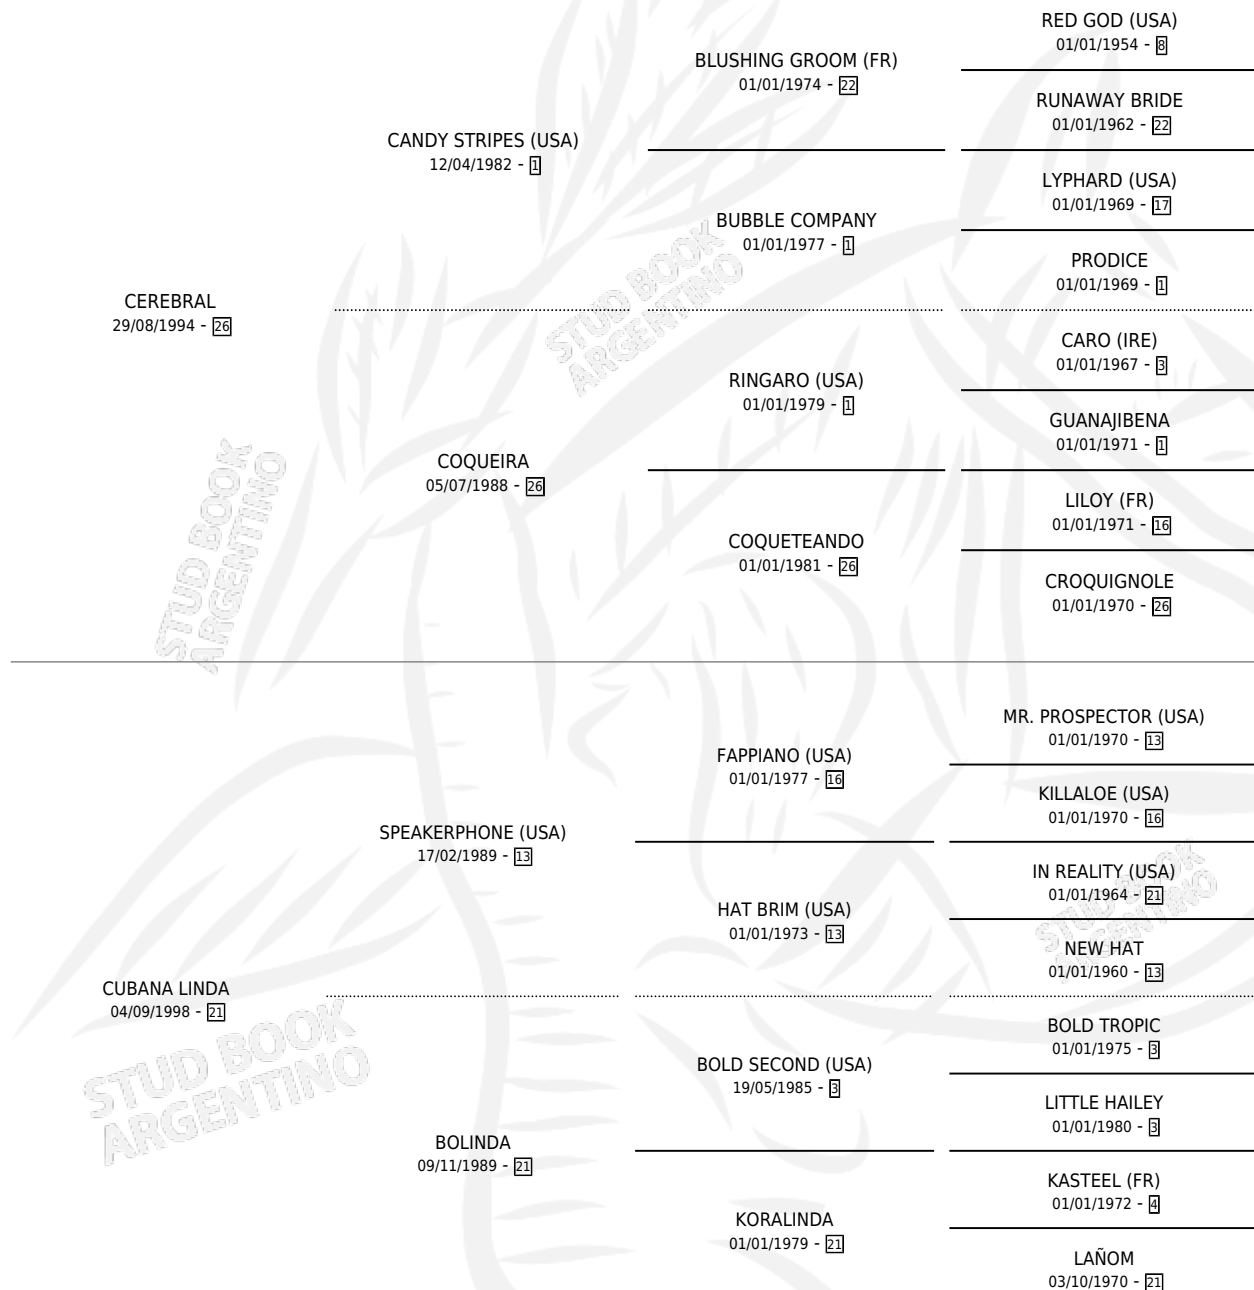 RED GOD (USA)
01/01/1954 - 8
BLUSHING GROOM (FR)
01/01/1974 - 22
RUNAWAY BRIDE
01/01/1962 - 22
CANDY STRIPES (USA)
12/04/1982 - 1
LYPHARD (USA)
01/01/1969 - 17
BUBBLE COMPANY
01/01/1977 - 1
PRODICE
01/01/1969 - 1
CEREBRAL
29/08/1994 - 26
CARO (IRE)
01/01/1967 - 3
RINGARO (USA)
01/01/1979 - 1
GUANAJIBENA
01/01/1971 - 1
COQUEIRA
05/07/1988 - 26
LILOY (FR)
01/01/1971 - 16
COQUETEANDO
01/01/1981 - 26
CROQUIGNOLE
01/01/1970 - 26
MR. PROSPECTOR (USA)
01/01/1970 - 13
FAPPIANO (USA)
01/01/1977 - 16
KILLALOE (USA)
01/01/1970 - 16
SPEAKERPHONE (USA)
17/02/1989 - 13
IN REALITY (USA)
01/01/1964 - 21
HAT BRIM (USA)
01/01/1973 - 13
NEW HAT
01/01/1960 - 13
CUBANA LINDA
04/09/1998 - 21
BOLD TROPIC
01/01/1975 - 3
BOLD SECOND (USA)
19/05/1985 - 3
LITTLE HAILEY
01/01/1980 - 3
BOLINDA
09/11/1989 - 21
KASTEEL (FR)
01/01/1972 - 4
KORALINDA
01/01/1979 - 21
LAÑOM
03/10/1970 - 21
STUD BOOK
ARGENTINO
STUD BOOK
ARGENTINO
STUD BOOK
ARGENTINO
STUD BOOK
ARGENTINO